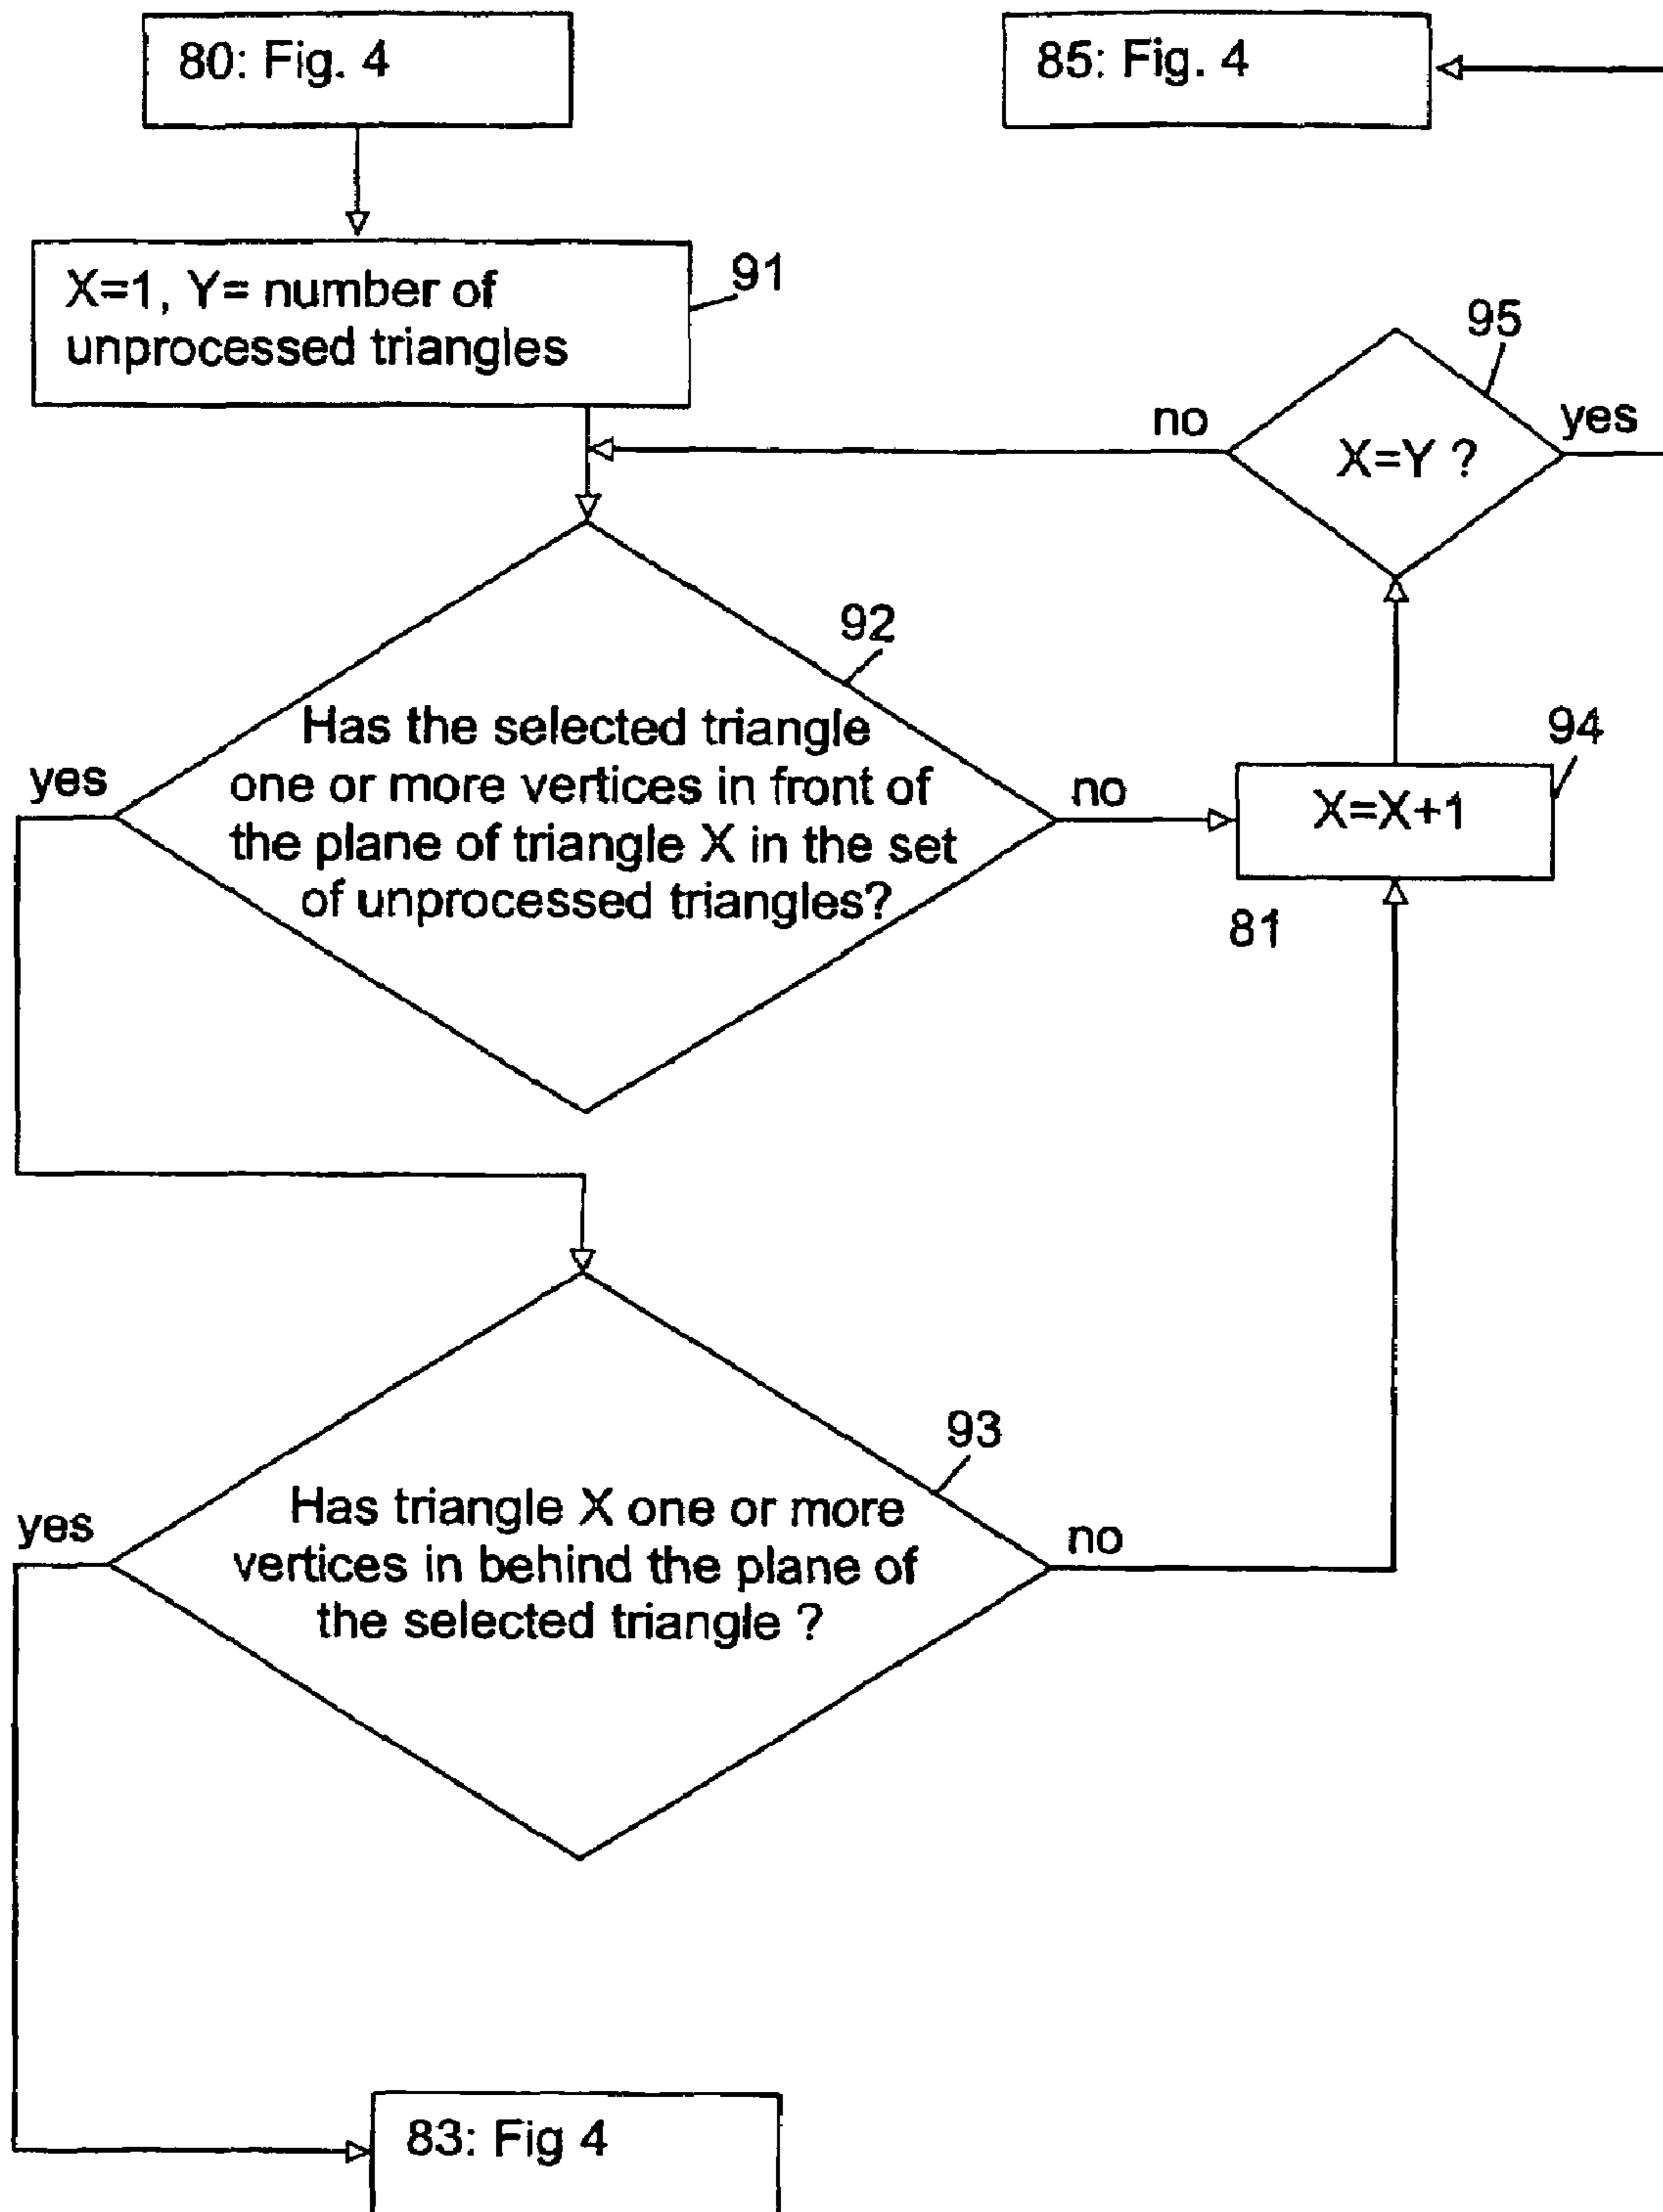 80: Fig. 4
85: Fig. 4
X=1, Y= number of
unprocessed triangles
91
95
no
X=Y ?
yes
92
Has the selected triangle
one or more vertices in front of
the plane of triangle X in the set
of unprocessed triangles?
yes
no
94
X=X+1
81
93
Has triangle X one or more
vertices in behind the plane of
the selected triangle ?
yes
no
83: Fig 4